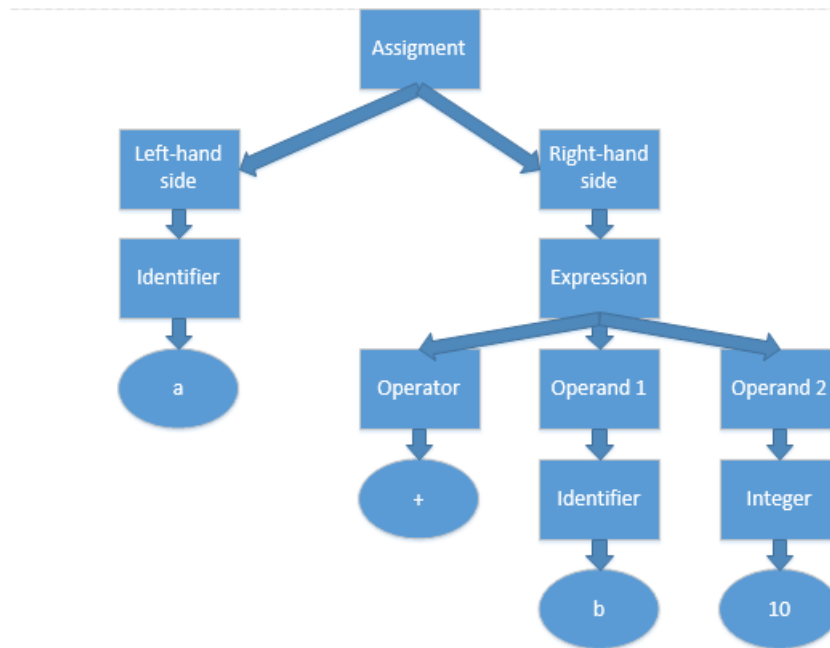 Assigment
Left-hand
side
Right-hand
side
Identifier
Expression
a
Operator
Operand 1
Operand 2
+
Identifier
Integer
b
10